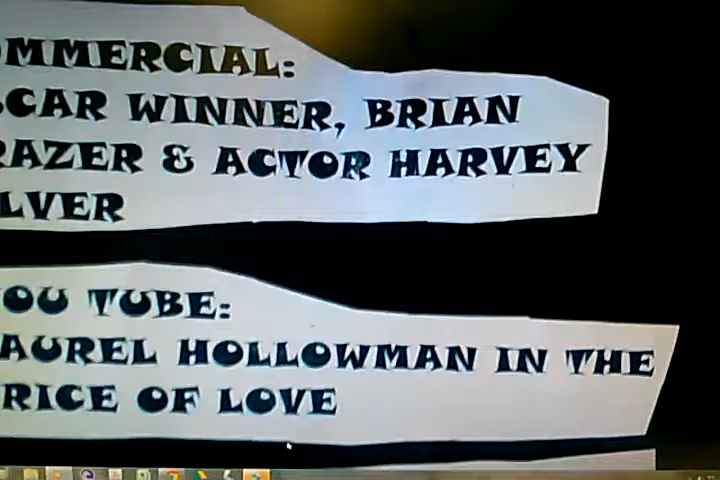 OMMERCIAL:
SCAR WINNER, BRIAN
RAZER & ACTOR HARVEY
LVER
OU TUBE:
AUREL HOLLOWMAN IN THE
RICE OF LOVE